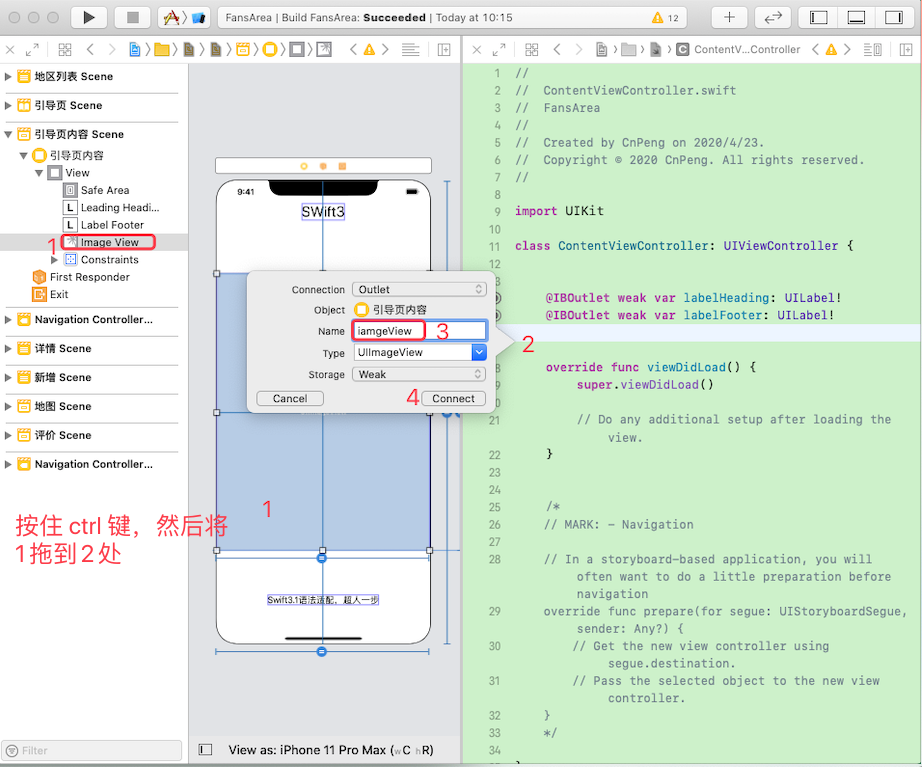 FansArea | Build FansArea: Succeeded | Today at 10:15
12
ContentV...Controller
地区列表 Scene
引导页 Scene
引导页内容 Scene
引导页内容
View
Safe Area
L Leading Headi...
L Label Footer
1 Image View
Constraints
First Responder
Exit
Navigation Controller...
详情 Scene
新增 Scene
地图 Scene
评价 Scene
Navigation Controller...
按住 ctrl 键，然后将
1拖到2处
Filter
9:41
SWift3
Connection Outlet
Object 引导页内容
Name iamgeView 3
Type UIImageView
Storage Weak
Cancel 4 Connect
2
1
Swift3.1语法适配，超人一步
View as: iPhone 11 Pro Max (wC hR)
1 //
2 // ContentViewController.swift
3 // FansArea
4 //
5 // Created by CnPeng on 2020/4/23.
6 // Copyright © 2020 CnPeng. All rights reserved.
7 //
8
9 import UIKit
10
11 class ContentViewController: UIViewController {
12
@IBOutlet weak var labelHeading: UILabel!
@IBOutlet weak var labelFooter: UILabel!
override func viewDidLoad() {
super.viewDidLoad()
21 // Do any additional setup after loading the
view.
22 }
23
24
25 /*
26 // MARK: - Navigation
27
28 // In a storyboard-based application, you will
often want to do a little preparation before
navigation
29 override func prepare(for segue: UIStoryboardSegue,
sender: Any?) {
30 // Get the new view controller using
segue.destination.
31 // Pass the selected object to the new view
controller.
32 }
33 */
34